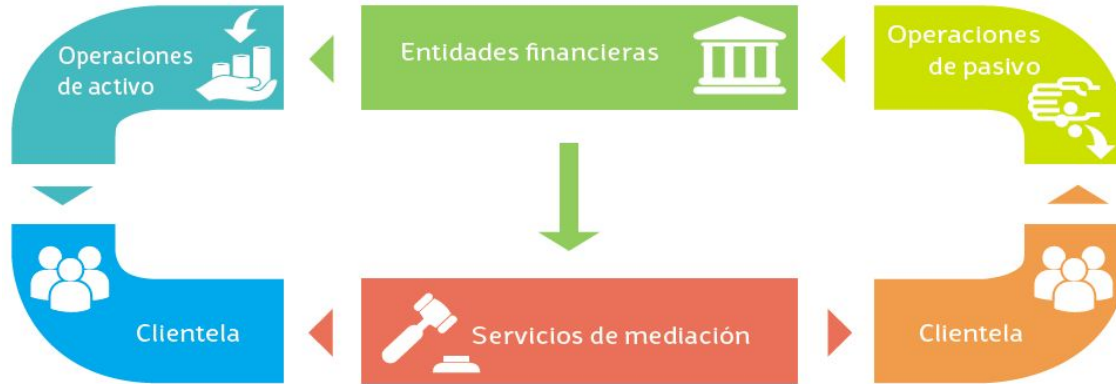 Operaciones
de activo
Entidades financieras
Operaciones
de pasivo
Clientela
Servicios de mediación
Clientela